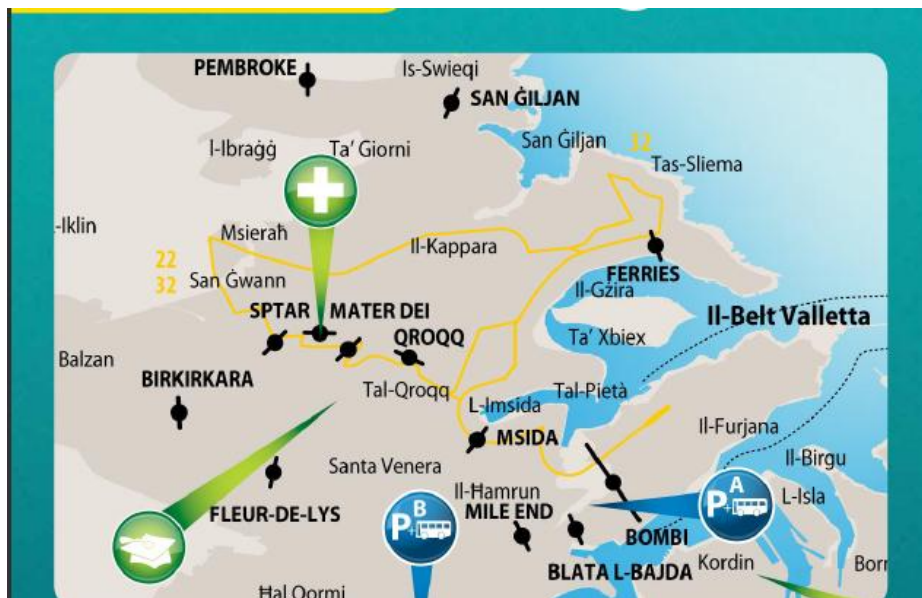 PEMBROKE
Is-Swieqi
SAN ĠILJAN
I-Ibraġġ
Ta' Giorni
San Ġiljan
32
Tas-Sliema
-Iklin
Msieraħ
Il-Kappara
22
32
San Ġwann
FERRIES
Il-Gżira
SPTAR
MATER DEI
Il-Belt Valletta
QROQQ
Ta' Xbiex
Balzan
BIRKIRKARA
Tal-Qroqq
L-Imsida
Tal-Pietà
MSIDA
Il-Furjana
Santa Venera
Il-Birgu
Il-Ħamrun
L-Isla
FLEUR-DE-LYS
B
P+
MILE END
A
P+
BOMBI
BLATA L-BAJDA
Kordin
Borm
Ħal Qormi